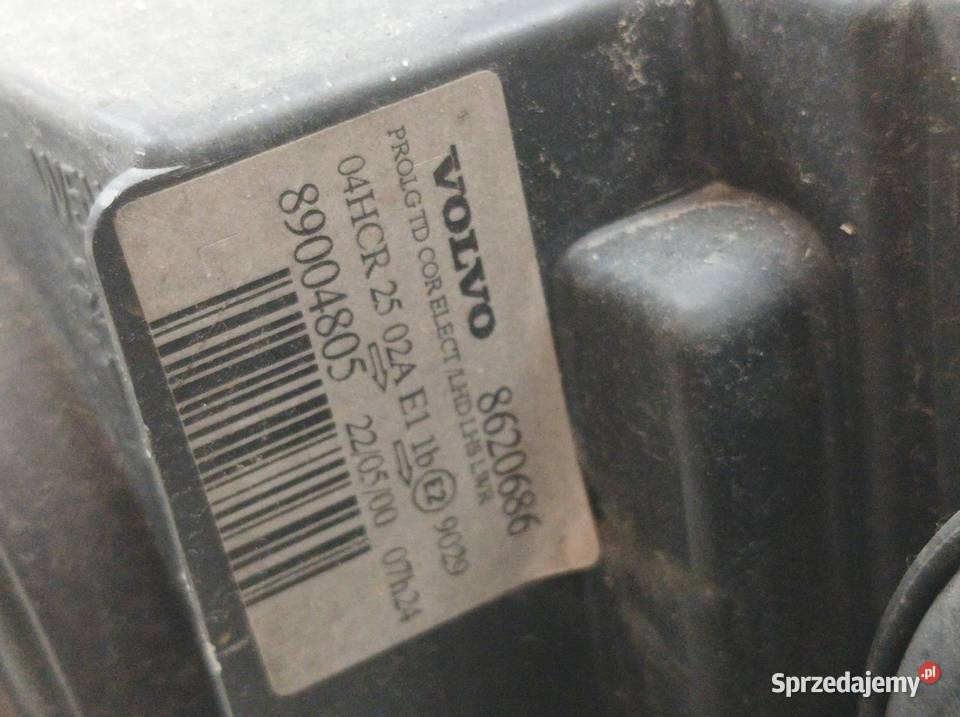 VOLVO 8620686
PROLG TD COR ELECT/LHD LHS LWR
04HCR 25 02A E1 1b E2 9029
89004805 22/05/00 07h24
Sprzedajemy.pl